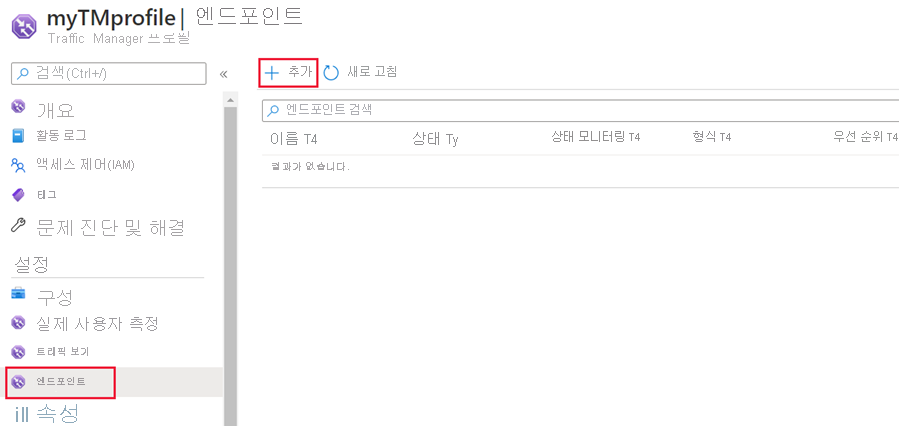 myTMprofile | 엔드포인트
Traffic Manager 프로필
검색(Ctrl+/)
«
개요
활동 로그
액세스 제어(IAM)
태그
문제 진단 및 해결
설정
구성
실제 사용자 측정
트래픽 보기
엔드포인트
ill 속성
+ 추가
새로 고침
엔드포인트 검색
이름 T4 상태 Ty 상태 모니터링 T4 형식 T4 우선 순위 T4
결과가 없습니다.